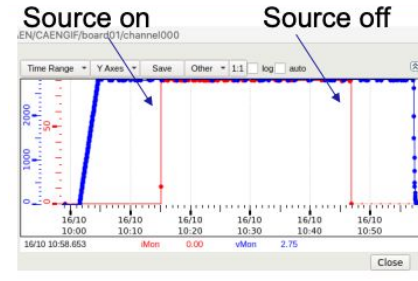 Source on Source off
AEN/CAENGIF/board01/channel000
Time Range Y Axes Save Other 1:1 log auto
2000
1000
0
50
0
16/10 16/10 16/10 16/10 16/10 16/10
10:00 10:10 10:20 10:30 10:40 10:50
16/10 10:58.653 iMon 0.00 vMon 2.75
Close